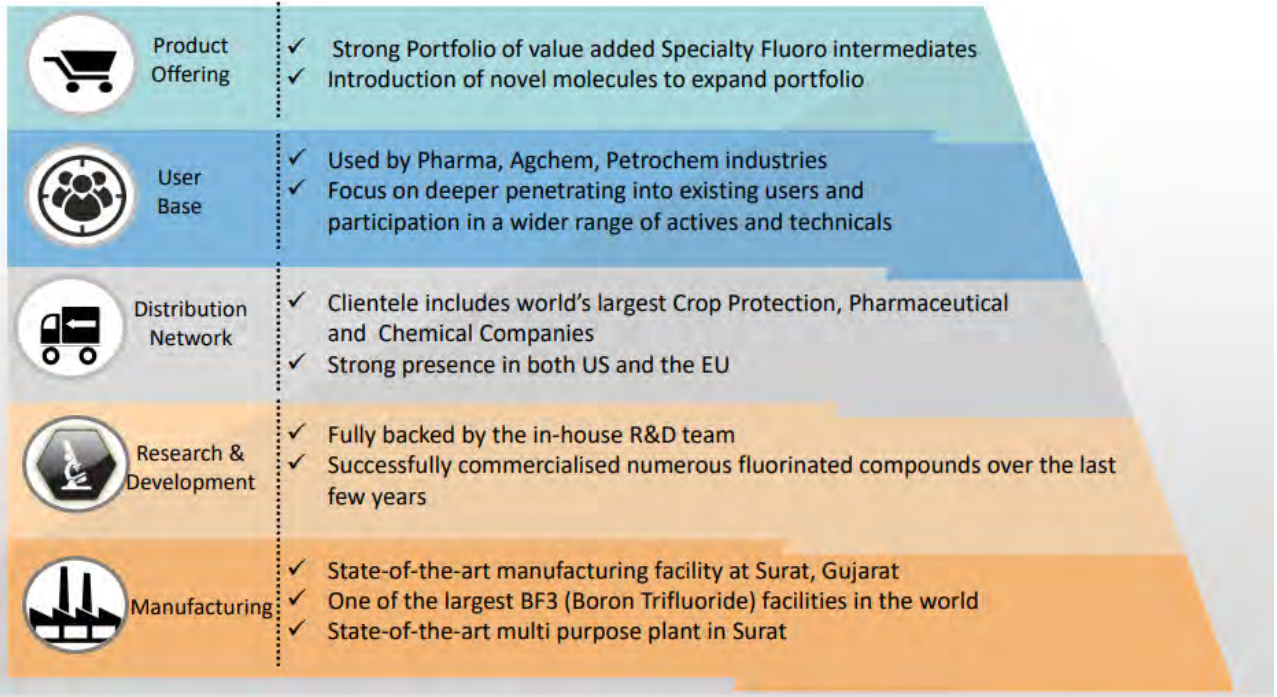 Product
Offering
✓ Strong Portfolio of value added Specialty Fluoro intermediates
✓ Introduction of novel molecules to expand portfolio
User
Base
✓ Used by Pharma, Agchem, Petrochem industries
✓ Focus on deeper penetrating into existing users and
participation in a wider range of actives and technicals
Distribution
Network
✓ Clientele includes world’s largest Crop Protection, Pharmaceutical
and Chemical Companies
✓ Strong presence in both US and the EU
Research &
Development
✓ Fully backed by the in-house R&D team
✓ Successfully commercialised numerous fluorinated compounds over the last
few years
Manufacturing
✓ State-of-the-art manufacturing facility at Surat, Gujarat
✓ One of the largest BF3 (Boron Trifluoride) facilities in the world
✓ State-of-the-art multi purpose plant in Surat